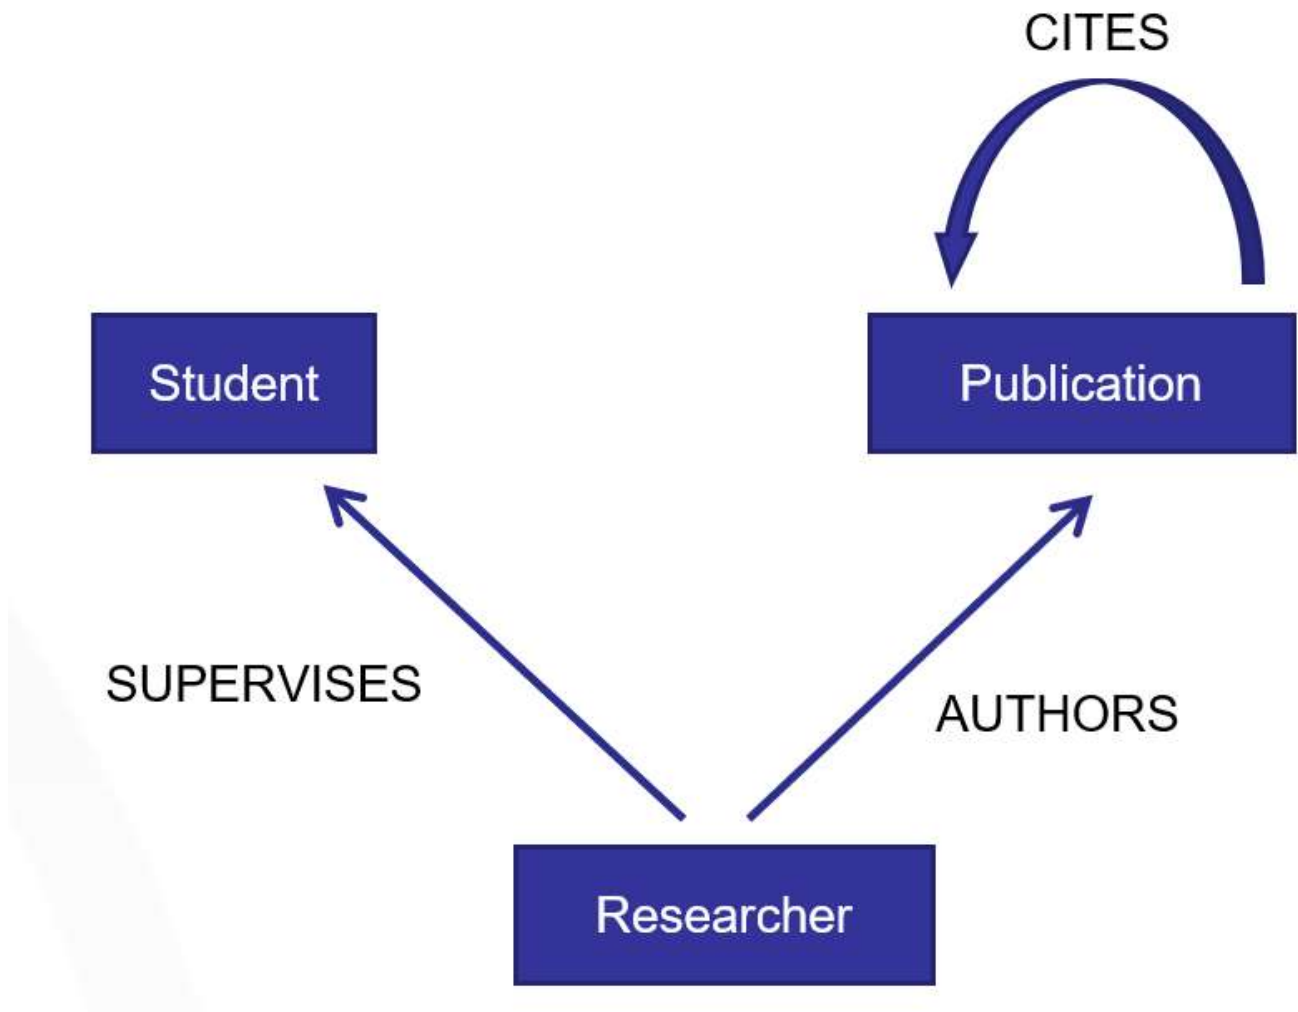 CITES
Student
Publication
SUPERVISES
AUTHORS
Researcher